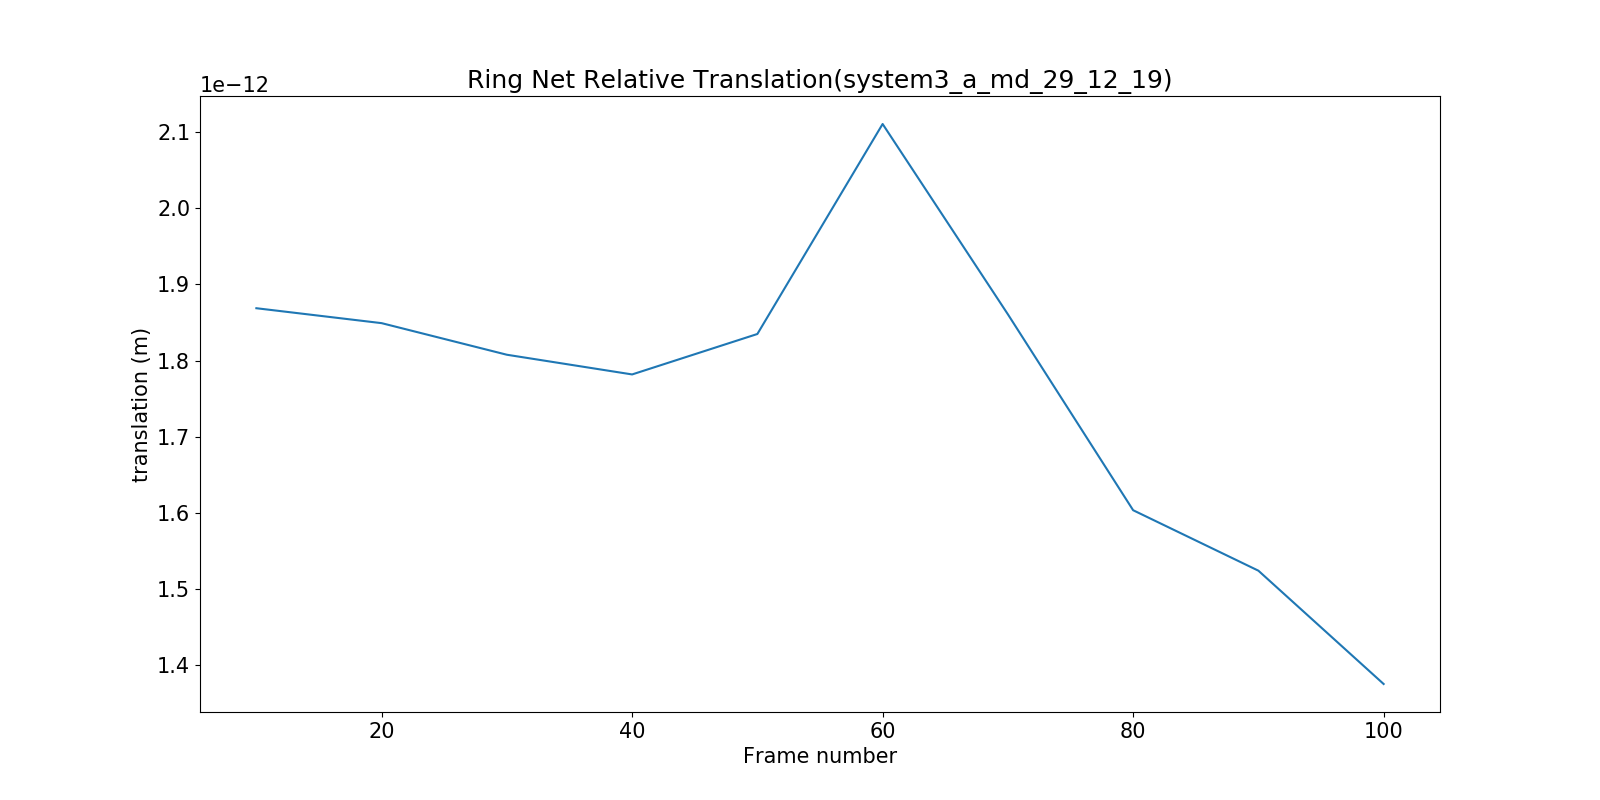 Ring Net Relative Translation(system3_a_md_29_12_19)
1e−12
2.1
2.0
1.9
1.8
1.7
1.6
1.5
1.4
translation (m)
20 40 60 80 100
Frame number